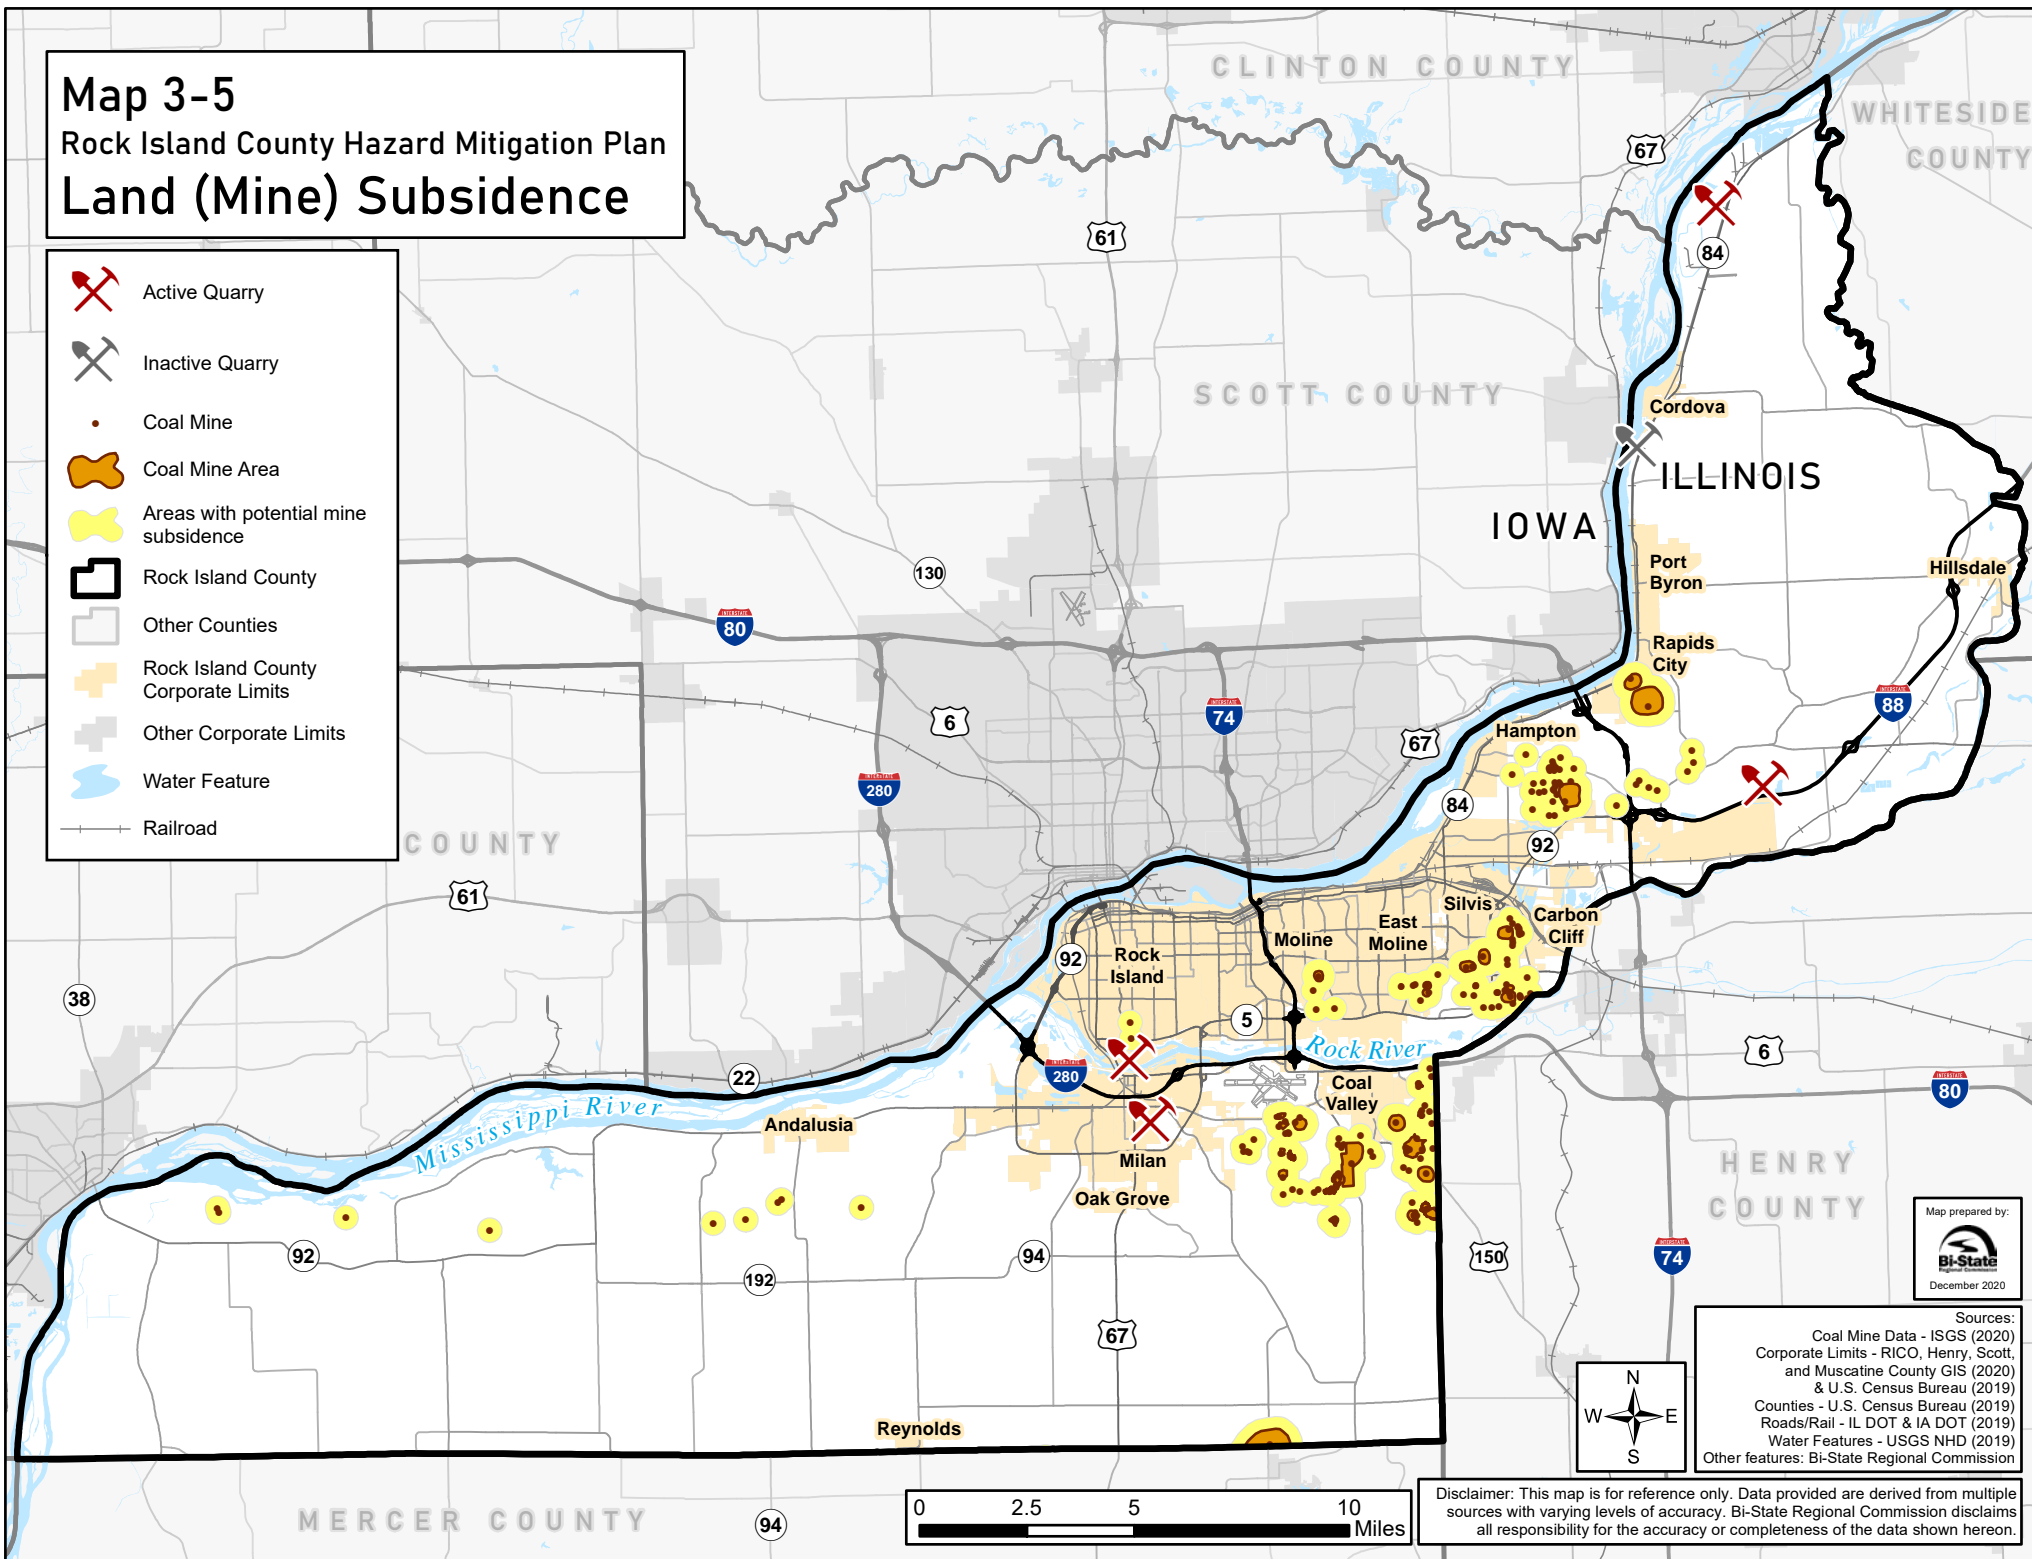 Map 3-5
Rock Island County Hazard Mitigation Plan
Land (Mine) Subsidence
Active Quarry
Inactive Quarry
Coal Mine
Coal Mine Area
Areas with potential mine
subsidence
Rock Island County
Other Counties
Rock Island County
Corporate Limits
Other Corporate Limits
Water Feature
Railroad
CLINTON COUNTY
WHITESIDE
COUNTY
67
61
84
SCOTT COUNTY
Cordova
ILLINOIS
IOWA
130
Port
Byron
Hillsdale
INTERSTATE
80
Rapids
City
6
INTERSTATE
74
67
INTERSTATE
88
Hampton
INTERSTATE
280
84
COUNTY
92
61
Silvis
Carbon
Cliff
East
Moline
Moline
92
Rock
Island
38
5
Rock River
6
22
INTERSTATE
280
INTERSTATE
80
Coal
Valley
Mississippi River
Andalusia
Milan
Oak Grove
HENRY
COUNTY
92
94
192
150
INTERSTATE
74
67
Reynolds
MERCER COUNTY
94
Map prepared by:
Bi-State
Regional Commission
December 2020
Sources:
Coal Mine Data - ISGS (2020)
Corporate Limits - RICO, Henry, Scott,
and Muscatine County GIS (2020)
& U.S. Census Bureau (2019)
Counties - U.S. Census Bureau (2019)
Roads/Rail - IL DOT & IA DOT (2019)
Water Features - USGS NHD (2019)
Other features: Bi-State Regional Commission
N
W E
S
0 2.5 5 10
Miles
Disclaimer: This map is for reference only. Data provided are derived from multiple
sources with varying levels of accuracy. Bi-State Regional Commission disclaims
all responsibility for the accuracy or completeness of the data shown hereon.